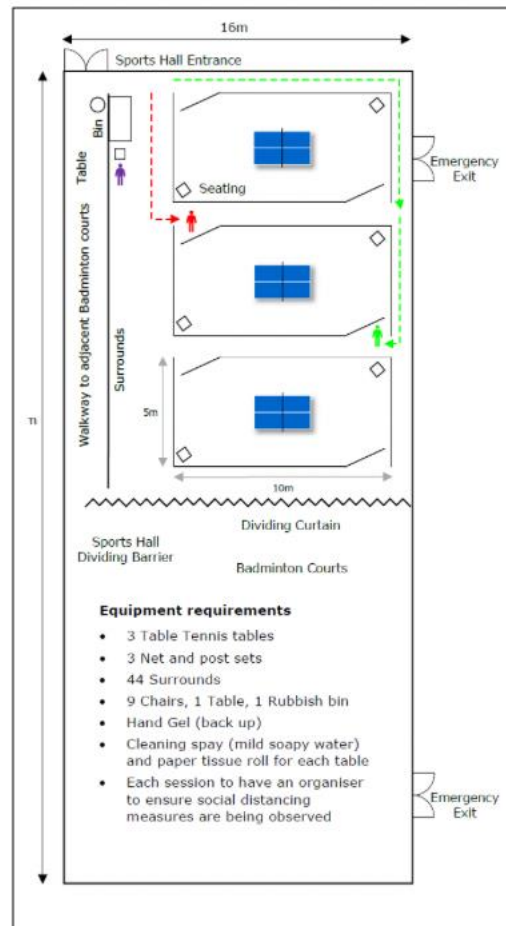 16m
Sports Hall Entrance
Bin
Table
Emergency
Exit
Seating
Walkway to adjacent Badminton courts
Surrounds
5m
10m
Dividing Curtain
Sports Hall
Dividing Barrier
Badminton Courts
Equipment requirements
• 3 Table Tennis tables
• 3 Net and post sets
• 44 Surrounds
• 9 Chairs, 1 Table, 1 Rubbish bin
• Hand Gel (back up)
• Cleaning spay (mild soapy water)
and paper tissue roll for each table
• Each session to have an organiser
to ensure social distancing
measures are being observed
Emergency
Exit